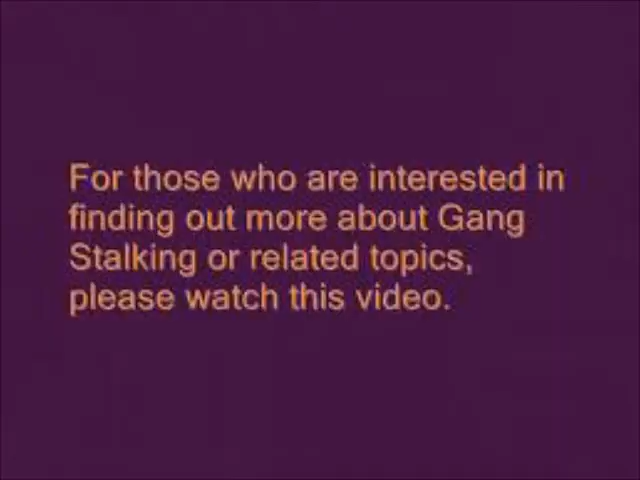 For those who are interested in
finding out more about Gang
Stalking or related topics,
please watch this video.